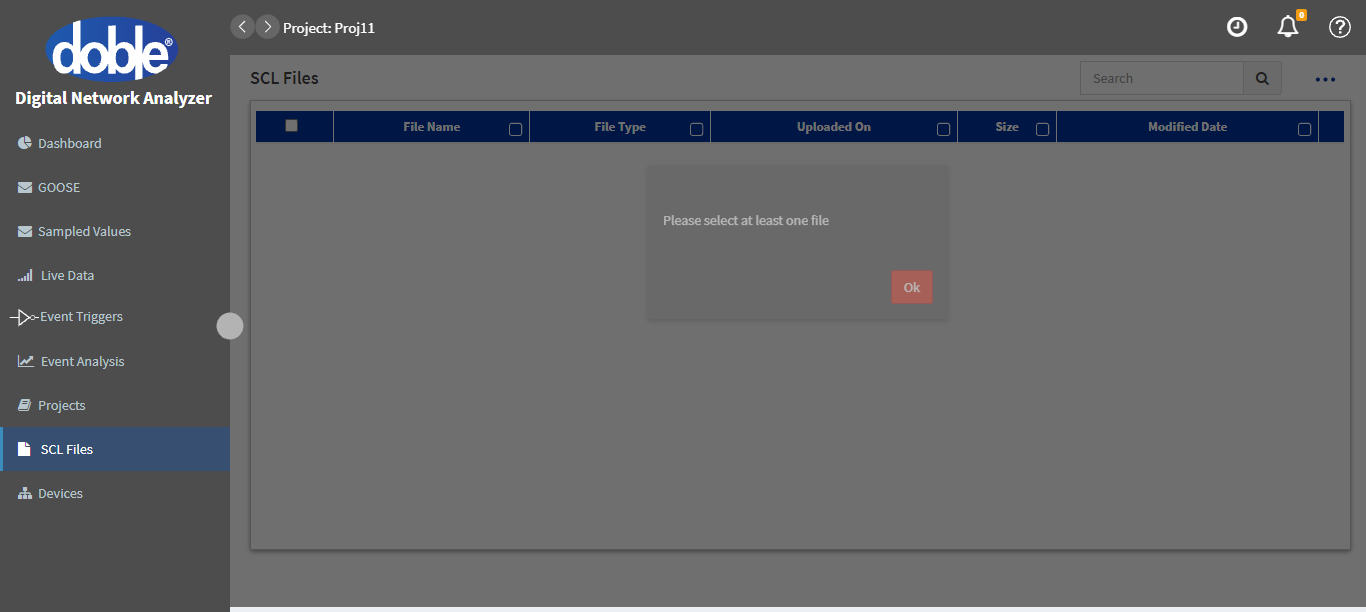 doble®
Digital Network Analyzer
Project: Proj11
0
Dashboard
GOOSE
Sampled Values
Live Data
Event Triggers
Event Analysis
Projects
SCL Files
Devices
SCL Files
Search
File Name File Type Uploaded On Size Modified Date
Please select at least one file
Ok